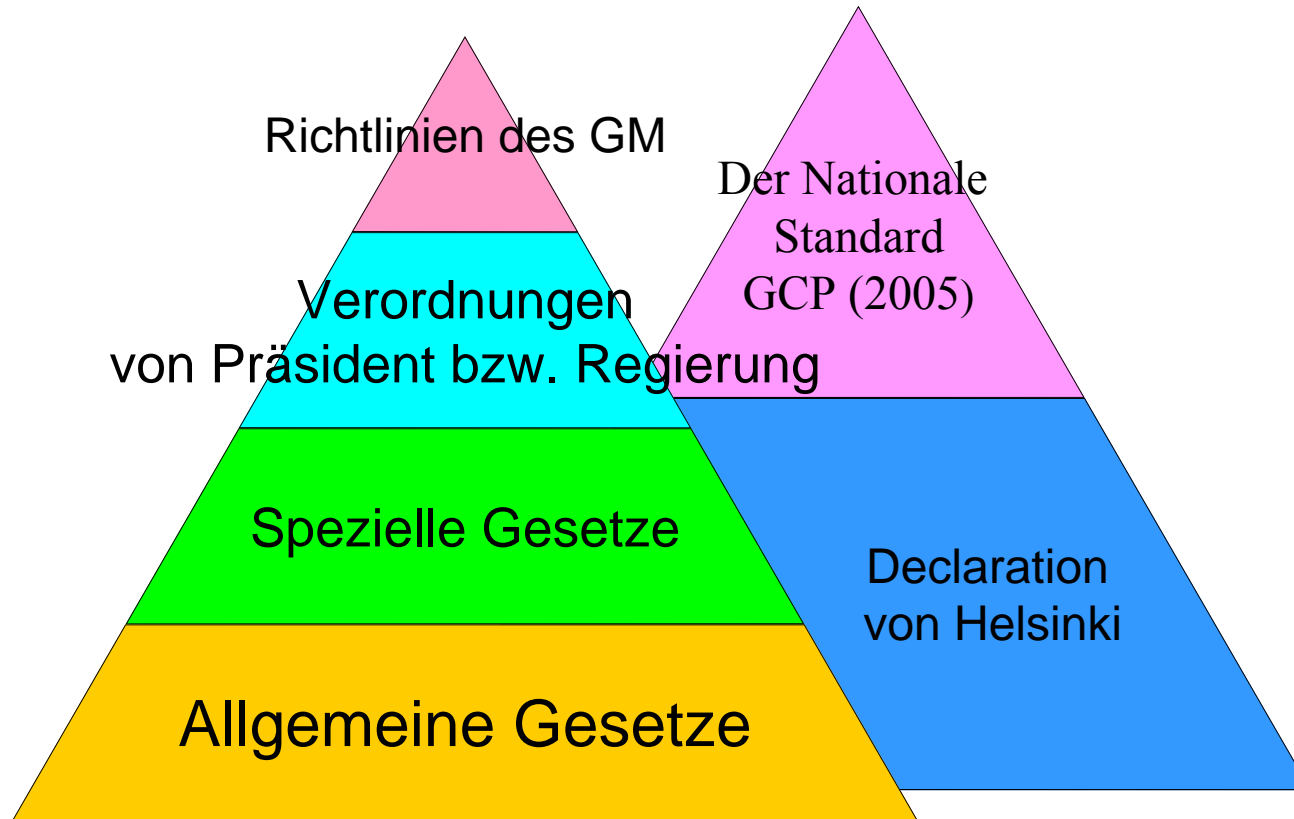 Richtlinien des GM
Verordnungen
von Präsident bzw. Regierung
Spezielle Gesetze
Allgemeine Gesetze
Der Nationale
Standard
GCP (2005)
Declaration
von Helsinki